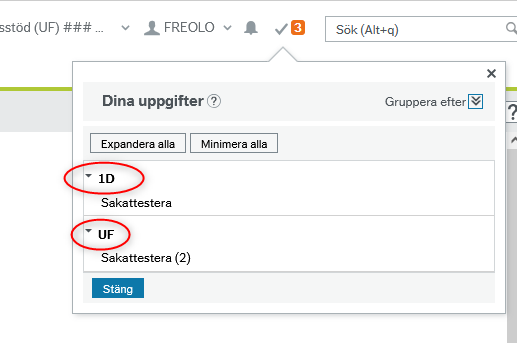 sstöd (UF) ### ... FREOLO 3 Sök (Alt+q)
Dina uppgifter ? Gruppera efter
?
Expandera alla Minimera alla
1D
Sakattestera
UF
Sakattestera (2)
Stäng